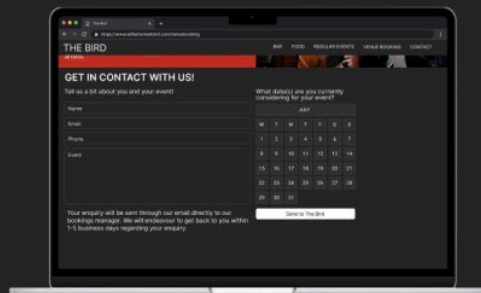 The Bird
THE BIRD
BAR
FOOD
REGULAR EVENTS
VENUE BOOKING
CONTACT
GET IN CONTACT WITH US!
Tell us a bit about you and your event!
Name
Email
Phone
Event
Your enquiry will be sent through our email directly to our
bookings manager. We will endeavour to get back to you within
1-5 business days regarding your enquiry.
What date(s) are you currently
considering for your event?
JULY
M T W T F S S
1 2 3 4 5 6 7
8 9 10 11 12 13 14
15 16 17 18 19 20 21
22 23 24 25 26 27 28
29 30 31
Send to The Bird